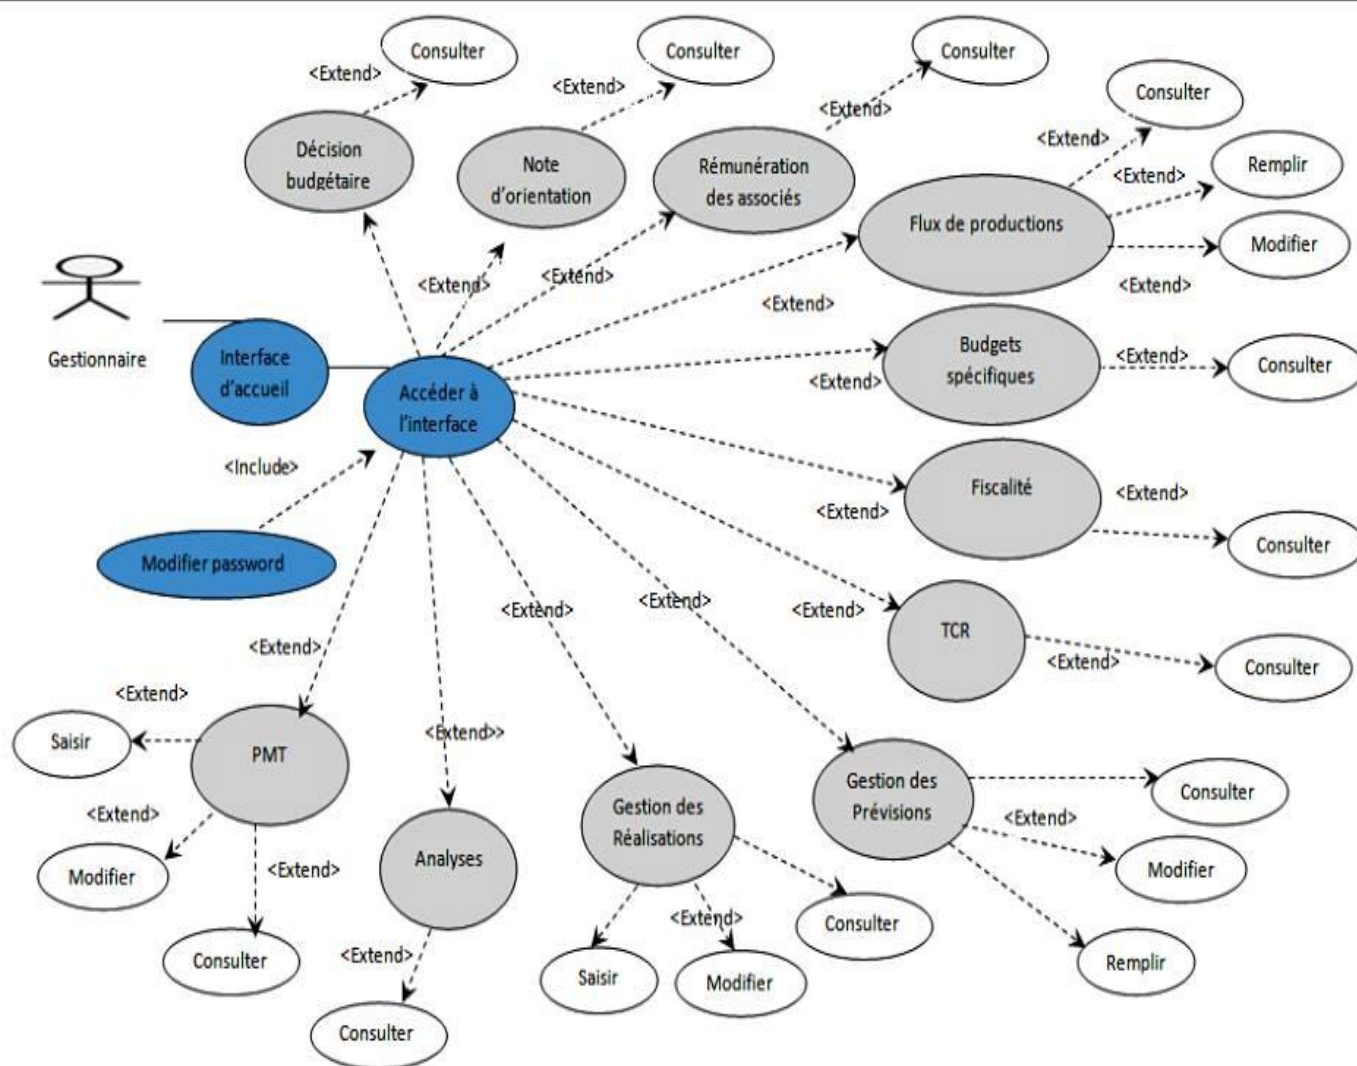 Consulter
Consulter
Consulter
<Extend>
<Extend>
<Extend>
Consulter
<Extend>
Décision
budgétaire
Note
d'orientation
Rémunération
des associés
<Extend>
Remplir
Flux de productions
Modifier
<Extend>
<Extend>
<Extend>
<Extend>
Gestionnaire
Interface
d'accueil
Accéder à
l'interface
Budgets
spécifiques
<Extend>
<Extend>
Consulter
<Include>
Fiscalité
<Extend>
<Extend>
Consulter
Modifier password
<Extend>
<Extend>
<Extend>
TCR
<Extend>
Consulter
<Extend>
<Extend>
Saisir
PMT
<Extend>>
<Extend>
Modifier
<Extend>
Consulter
Analyses
<Extend>
Consulter
Gestion des
Réalisations
<Extend>
Saisir
Modifier
Consulter
Gestion des
Prévisions
<Extend>
Consulter
Modifier
Remplir